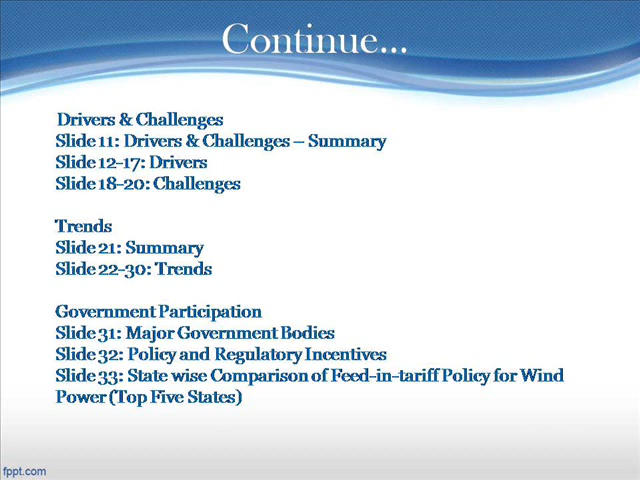 Continue...
Drivers & Challenges
Slide 11: Drivers & Challenges – Summary
Slide 12-17: Drivers
Slide 18-20: Challenges
Trends
Slide 21: Summary
Slide 22-30: Trends
Government Participation
Slide 31: Major Government Bodies
Slide 32: Policy and Regulatory Incentives
Slide 33: State wise Comparison of Feed-in-tariff Policy for Wind
Power (Top Five States)
fppt.com